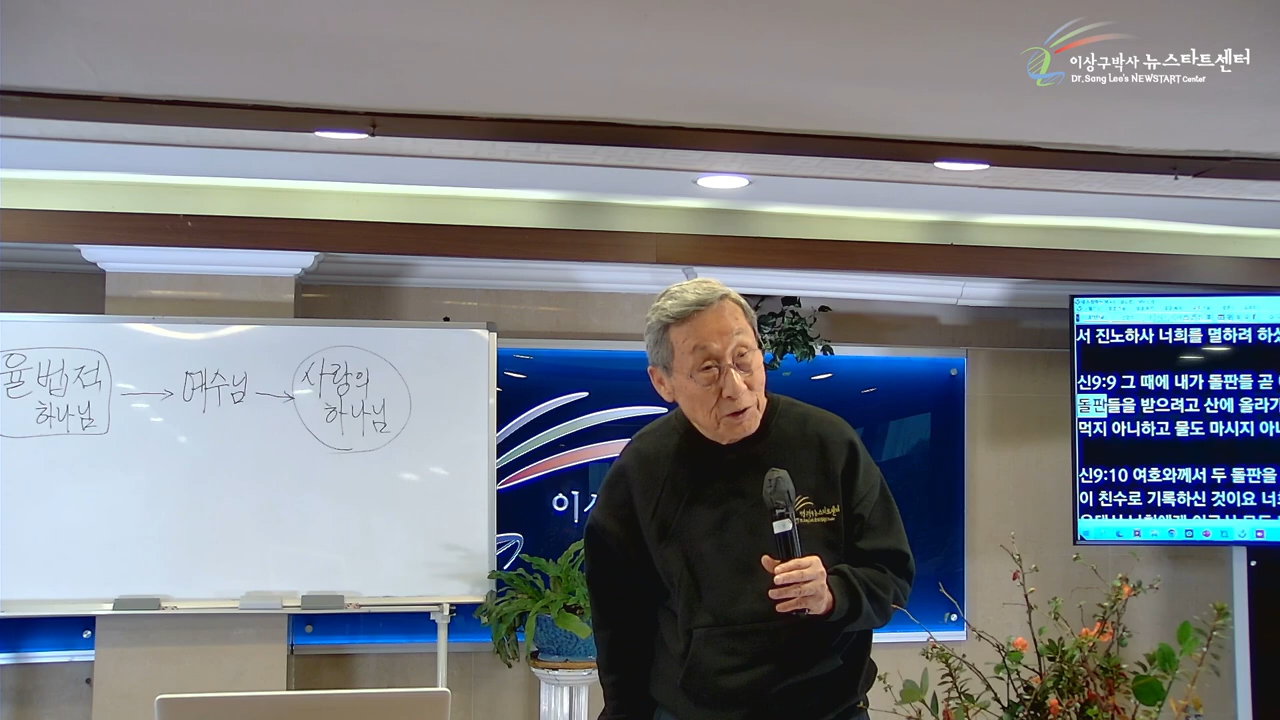 이상구박사 뉴스타트센터
Dr. Sang Lee's NEWSTART Center
율법적
하나님
→ 예수님 →
사랑의
하나님
이상
서 진노하사 너희를 멸하려 하셨
신9:9 그 때에 내가 돌판들 곧
돌판들을 받으려고 산에 올라가
먹지 아니하고 물도 마시지 아니
신9:10 여호와께서 두 돌판을
이 친수로 기록하신 것이요 너희